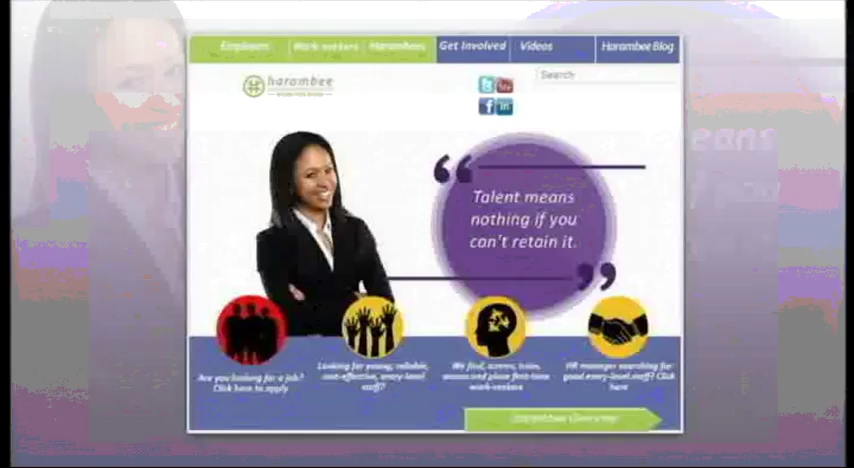 Employers
Work-seekers
Harambees
Get Involved
Videos
Harambee Blog
harambee
Search
Talent means
nothing if you
can't retain it.
Are you looking for a job?
Click here to apply
Looking for young, reliable,
cost-effective, entry-level
staff?
We find, assess, train,
and place first-time
work-seekers
HR manager searching for
good entry-level staff? Click
here
eans